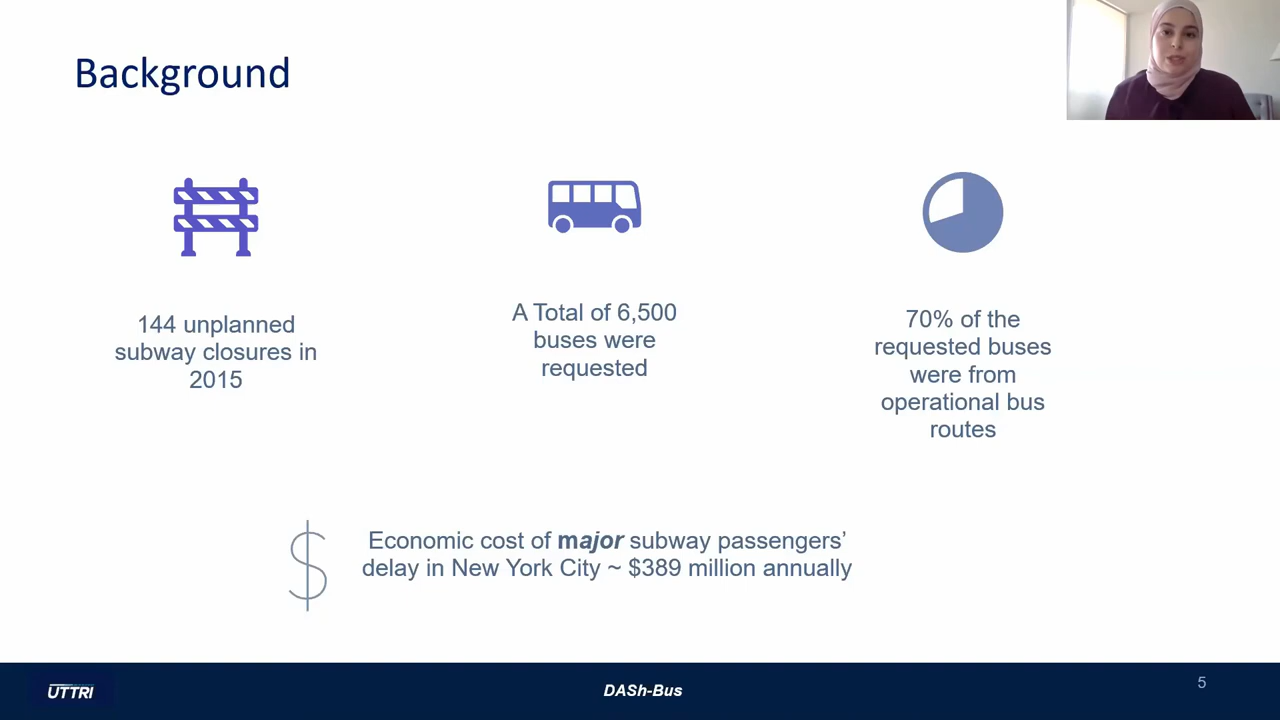 Background
144 unplanned
subway closures in
2015
A Total of 6,500
buses were
requested
70% of the
requested buses
were from
operational bus
routes
$
Economic cost of major subway passengers’
delay in New York City ~ $389 million annually
UTTRI
DASh-Bus
5